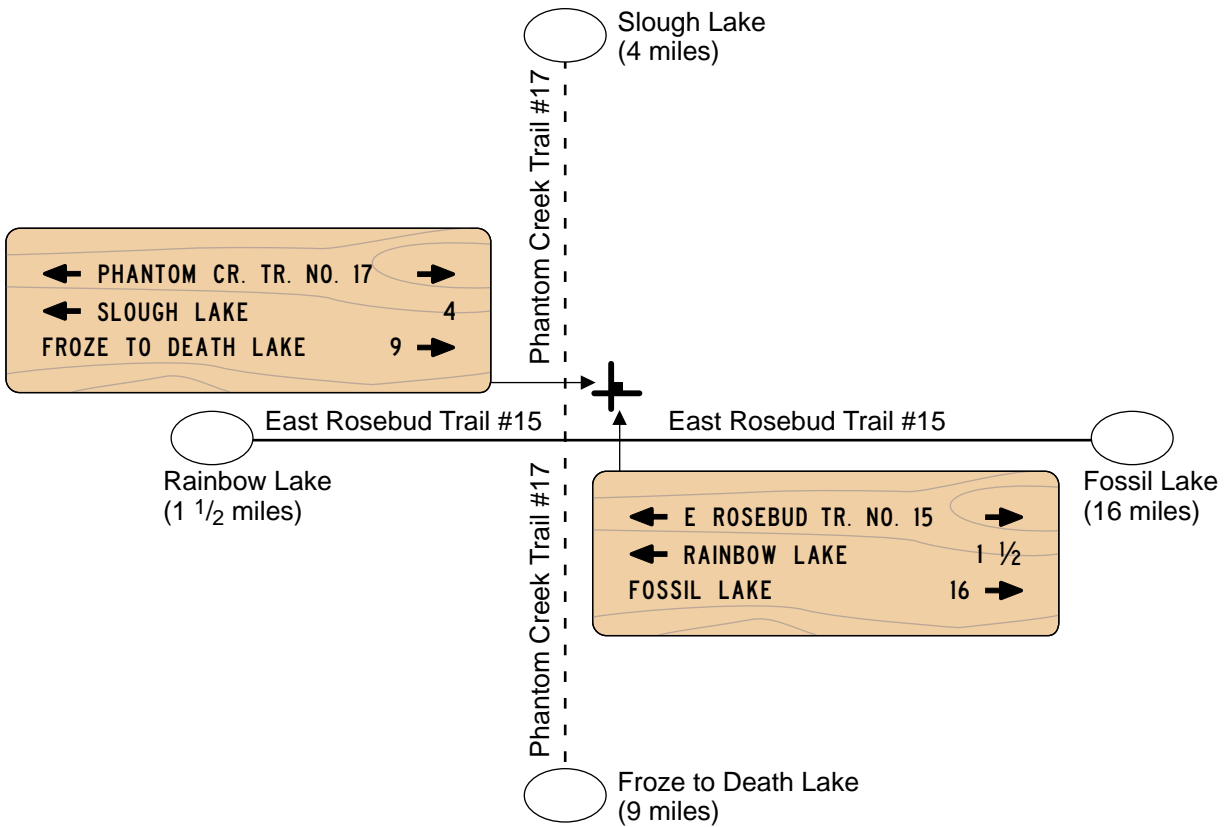 Slough Lake
(4 miles)
Phantom Creek Trail #17
← PHANTOM CR. TR. NO. 17 →
← SLOUGH LAKE 4
FROZE TO DEATH LAKE 9 →
East Rosebud Trail #15
East Rosebud Trail #15
Rainbow Lake
(1 1/2 miles)
Fossil Lake
(16 miles)
Phantom Creek Trail #17
← E ROSEBUD TR. NO. 15 →
← RAINBOW LAKE 1 ½
FOSSIL LAKE 16 →
Froze to Death Lake
(9 miles)